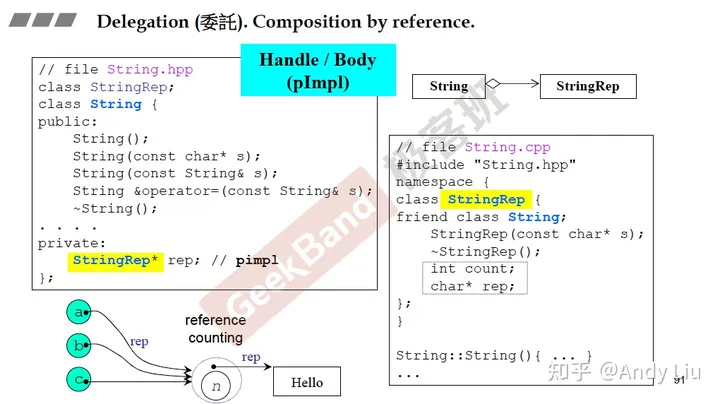 Delegation (委託). Composition by reference.
Handle / Body
(pImpl)
// file String.hpp
class StringRep;
class String {
public:
String();
String(const char* s);
String(const String& s);
String &operator=(const String& s);
~String();
. . . .
private:
StringRep* rep; // pimpl
};
String
StringRep
// file String.cpp
#include "String.hpp"
namespace {
class StringRep {
friend class String;
StringRep(const char* s);
~StringRep();
int count;
char* rep;
};
}
String::String(){ ... }
...
a
b
c
rep
reference
counting
n
rep
Hello
GeekBand 极客班
知乎 @Andy Liu
91